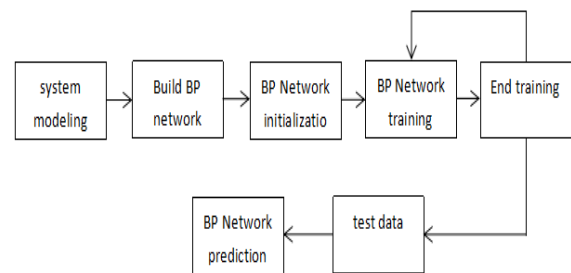 system
modeling
Build BP
network
BP Network
initializatio
BP Network
training
End training
BP Network
prediction
test data